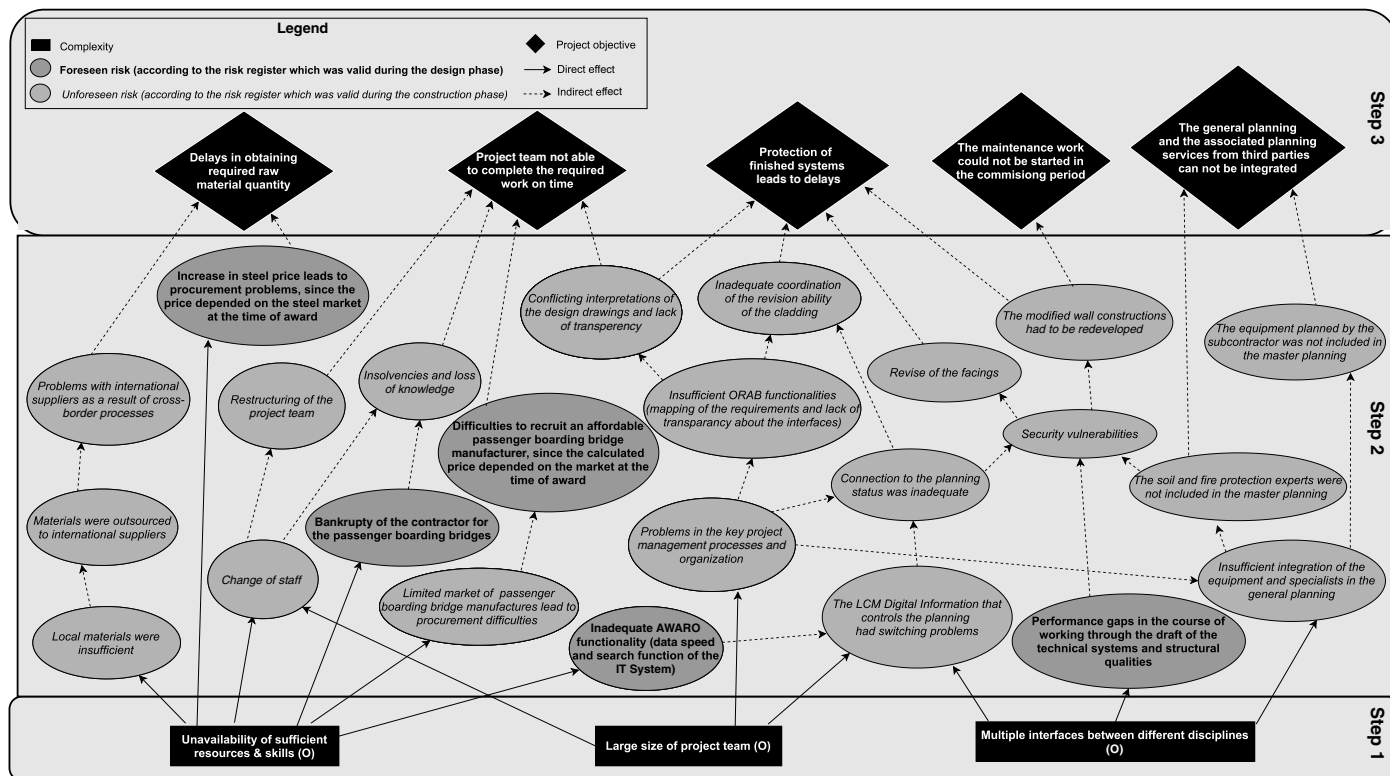 Legend
Complexity
Project objective
Foreseen risk (according to the risk register which was valid during the design phase)
Direct effect
Unforeseen risk (according to the risk register which was valid during the construction phase)
Indirect effect
Step 3
Delays in obtaining
required raw
material quantity
Project team not able
to complete the required
work on time
Protection of
finished systems
leads to delays
The maintenance work
could not be started in
the commisiong period
The general planning
and the associated planning
services from third parties
can not be integrated
Step 2
Increase in steel price leads to
procurement problems, since the
price depended on the steel market
at the time of award
Conflicting interpretations of
the design drawings and lack
of transperency
Inadequate coordination
of the revision ability
of the cladding
The modified wall constructions
had to be redeveloped
The equipment planned by the
subcontractor was not included in
the master planning
Problems with international
suppliers as a result of cross-
border processes
Restructuring of the
project team
Insolvencies and loss
of knowledge
Insufficient ORAB functionalities
(mapping of the requirements and lack of
transparancy about the interfaces)
Revise of the facings
Difficulties to recruit an affordable
passenger boarding bridge
manufacturer, since the calculated
price depended on the market at the
time of award
Security vulnerabilities
Connection to the planning
status was inadequate
The soil and fire protection experts were
not included in the master planning
Materials were outsourced
to international suppliers
Bankrupty of the contractor for
the passenger boarding bridges
Problems in the key project
management processes and
organization
Change of staff
Limited market of passenger
boarding bridge manufactures lead to
procurement difficulties
Insufficient integration of the
equipment and specialists in the
general planning
The LCM Digital Information that
controls the planning
had switching problems
Local materials were
insufficient
Inadequate AWARO
functionality (data speed
and search function of the
IT System)
Performance gaps in the course of
working through the draft of the
technical systems and structural
qualities
Step 1
Unavailability of sufficient
resources & skills (O)
Large size of project team (O)
Multiple interfaces between different disciplines
(O)